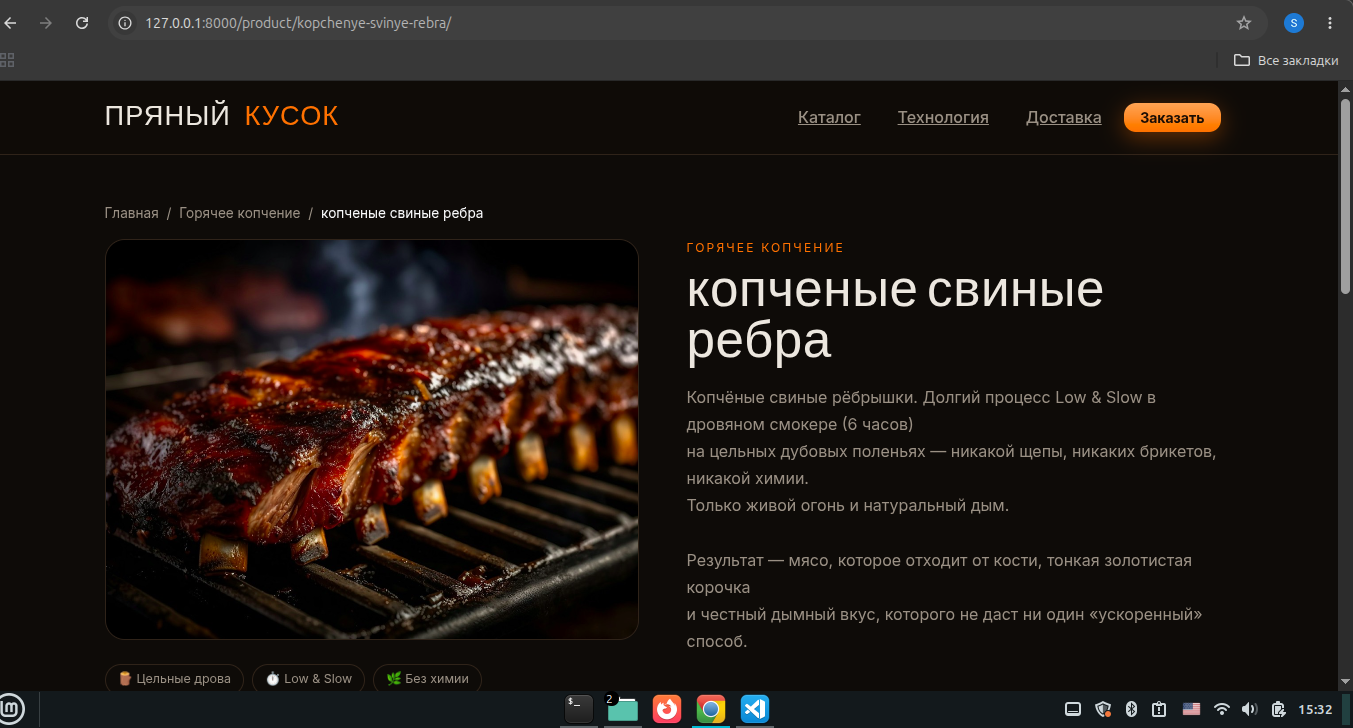 127.0.0.1:8000/product/kopchenye-svinye-rebra/
S
Все закладки
ПРЯНЫЙ КУСОК
Каталог
Технология
Доставка
Заказать
Главная / Горячее копчение / копченые свиные ребра
ГОРЯЧЕЕ КОПЧЕНИЕ
копченые свиные
ребра
Копчёные свиные рёбрышки. Долгий процесс Low & Slow в
дровяном смокере (6 часов)
на цельных дубовых поленьях — никакой щепы, никаких брикетов,
никакой химии.
Только живой огонь и натуральный дым.
Результат — мясо, которое отходит от кости, тонкая золотистая
корочка
и честный дымный вкус, которого не даст ни один «ускоренный»
способ.
Цельные дрова
Low & Slow
Без химии
2
15:32